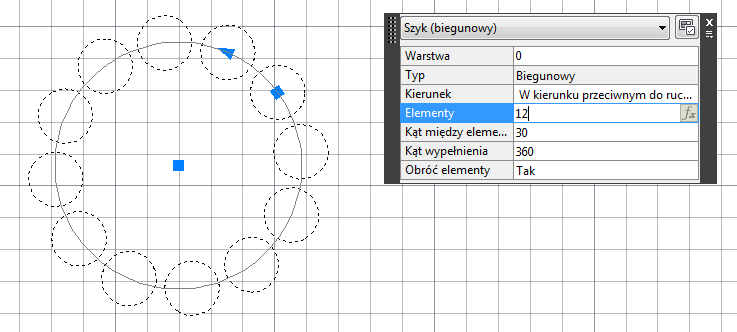 Szyk (biegunowy)
Warstwa 0
Typ Biegunowy
Kierunek W kierunku przeciwnym do ruc...
Elementy 12
Kąt między eleme... 30
Kąt wypełnienia 360
Obróć elementy Tak